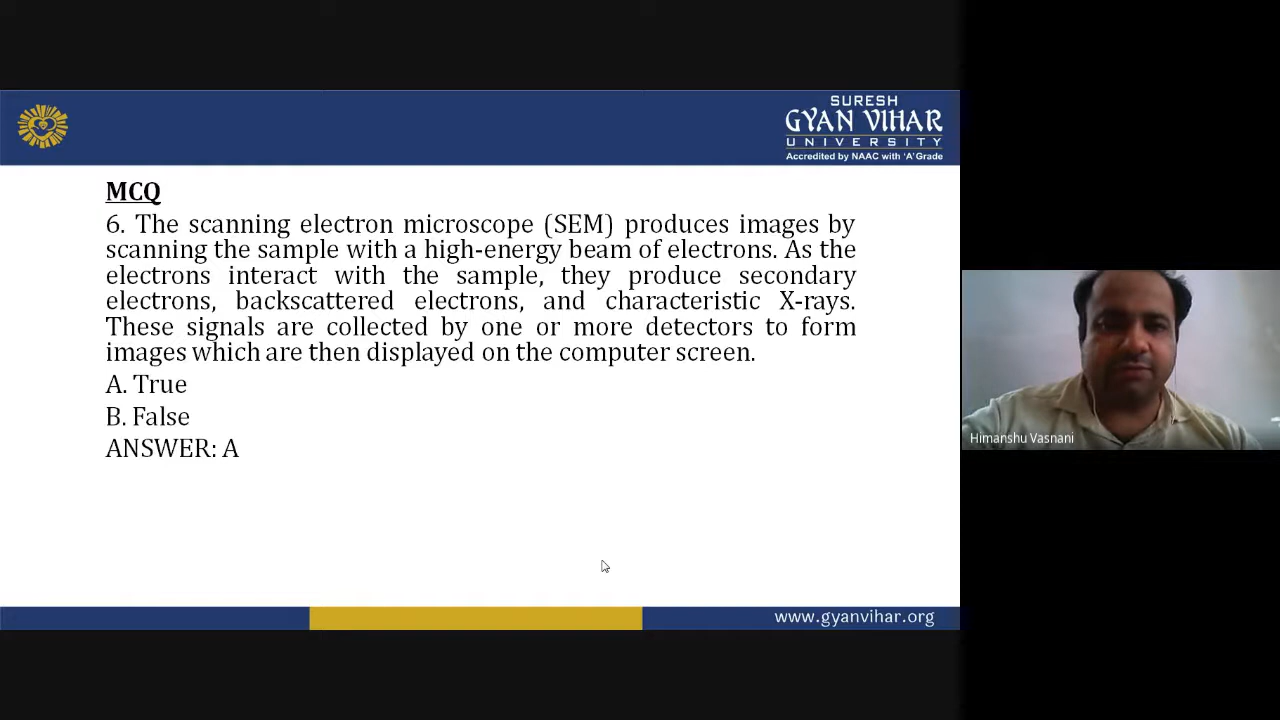 SURESH
GYAN VIHAR
UNIVERSITY
Accredited by NAAC with 'A' Grade
MCQ
6. The scanning electron microscope (SEM) produces images by
scanning the sample with a high-energy beam of electrons. As the
electrons interact with the sample, they produce secondary
electrons, backscattered electrons, and characteristic X-rays.
These signals are collected by one or more detectors to form
images which are then displayed on the computer screen.
A. True
B. False
ANSWER: A
Himanshu Vasnani
www.gyanvihar.org